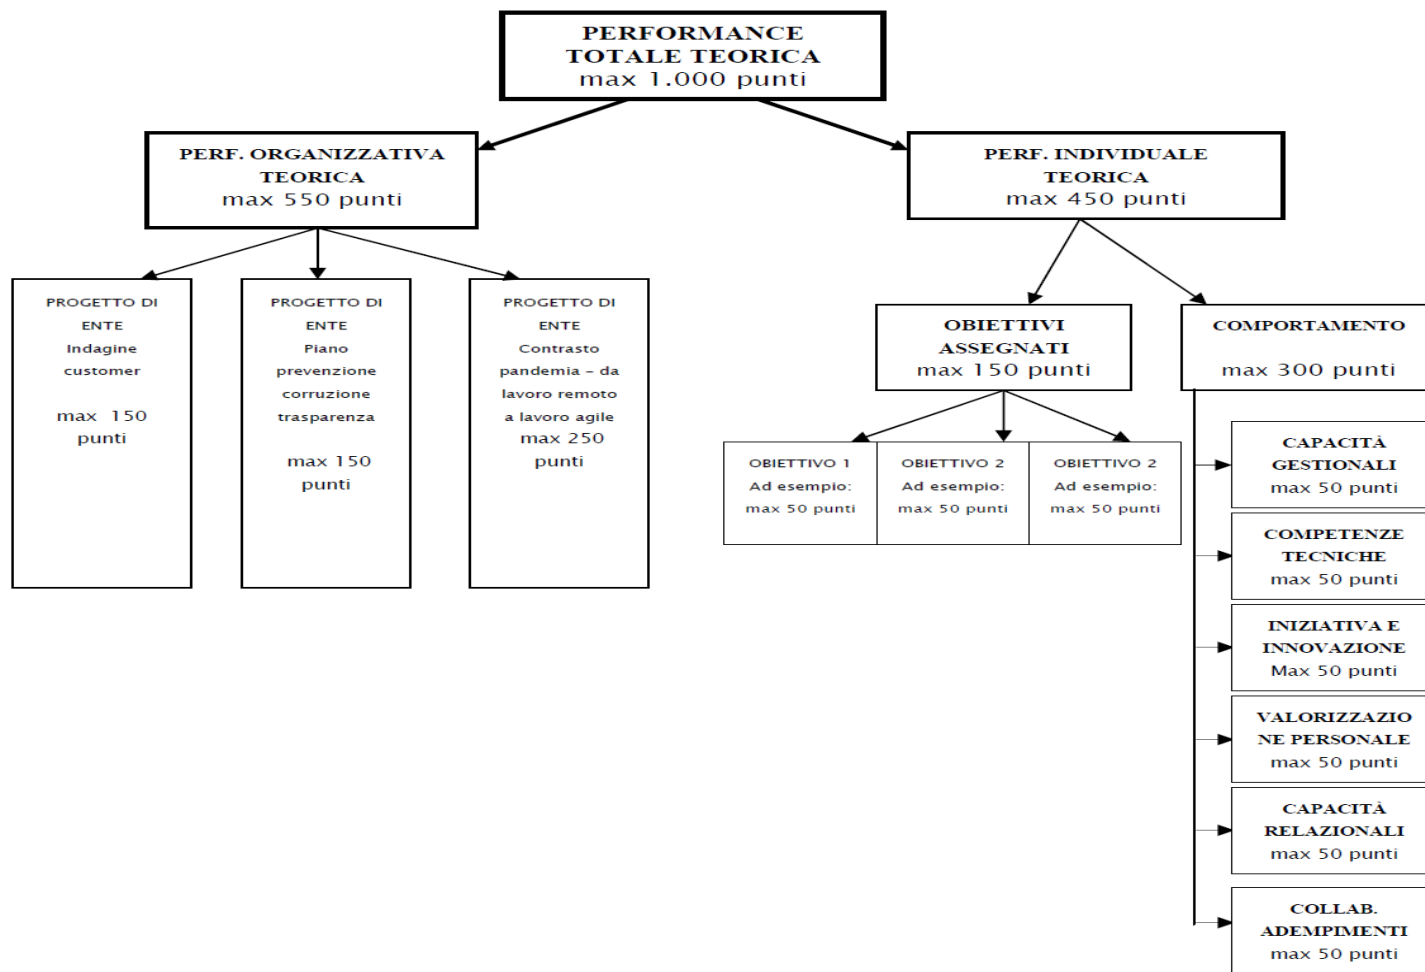 PERFORMANCE
TOTALE TEORICA
max 1.000 punti
PERF. ORGANIZZATIVA
TEORICA
max 550 punti
PERF. INDIVIDUALE
TEORICA
max 450 punti
PROGETTO DI
ENTE
Indagine
customer
max 150
punti
PROGETTO DI
ENTE
Piano
prevenzione
corruzione
trasparenza
max 150
punti
PROGETTO DI
ENTE
Contrasto
pandemia – da
lavoro remoto
a lavoro agile
max 250
punti
OBIETTIVI
ASSEGNATI
max 150 punti
COMPORTAMENTO
max 300 punti
OBIETTIVO 1
Ad esempio:
max 50 punti
OBIETTIVO 2
Ad esempio:
max 50 punti
OBIETTIVO 2
Ad esempio:
max 50 punti
CAPACITÀ
GESTIONALI
max 50 punti
COMPETENZE
TECNICHE
max 50 punti
INIZIATIVA E
INNOVAZIONE
Max 50 punti
VALORIZZAZIO
NE PERSONALE
max 50 punti
CAPACITÀ
RELAZIONALI
max 50 punti
COLLAB.
ADEMPIMENTI
max 50 punti